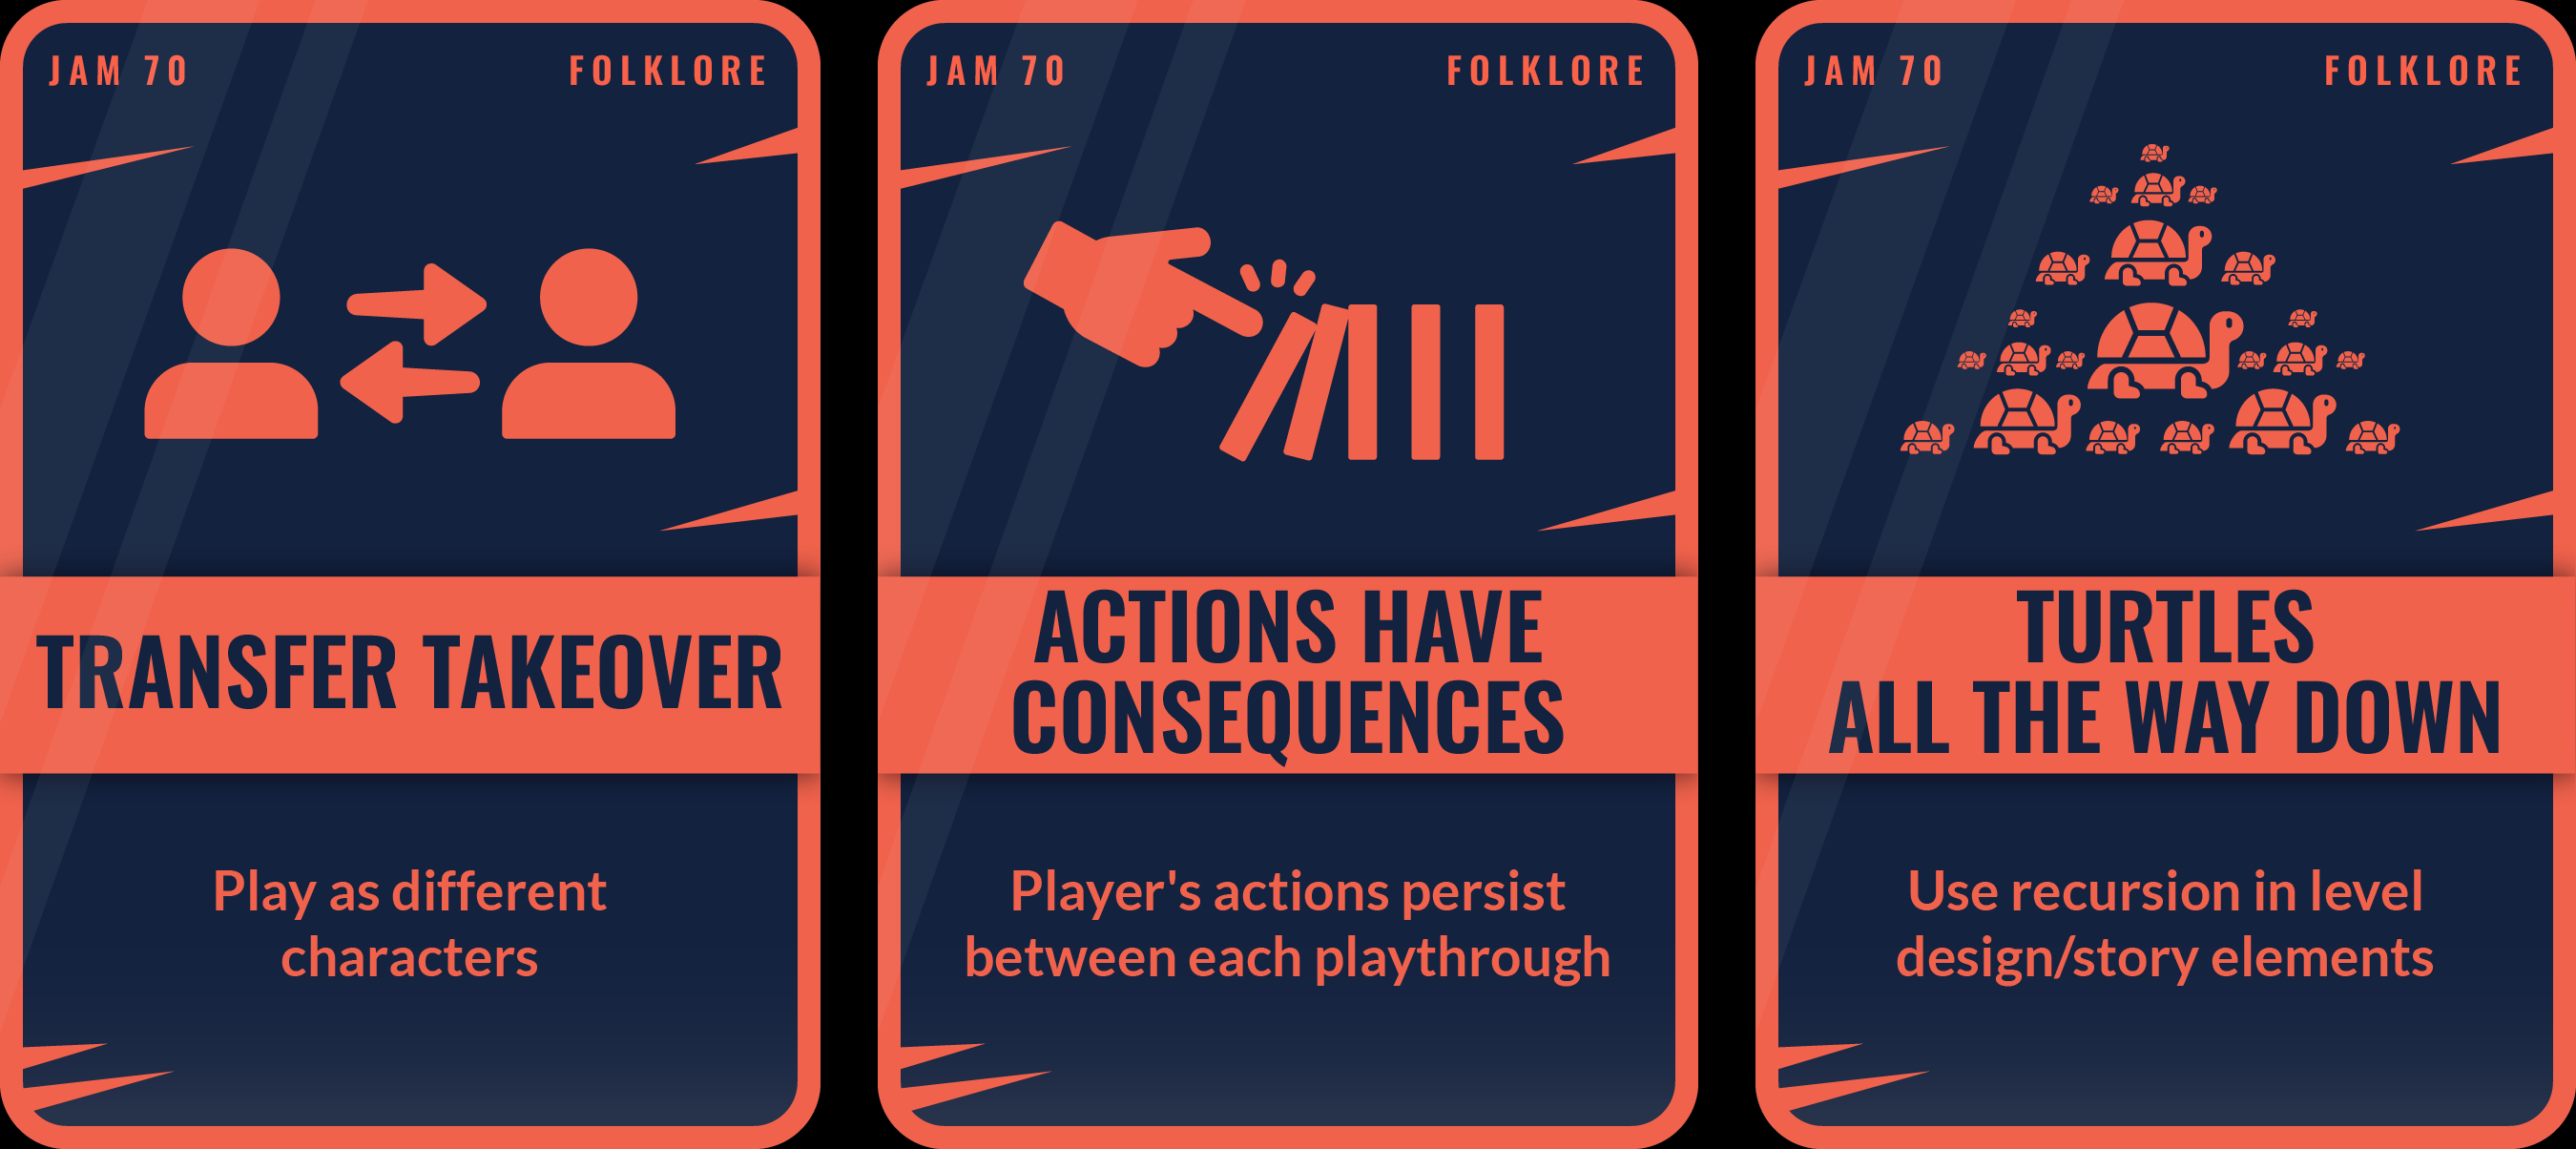 JAM 70
FOLKLORE
TRANSFER TAKEOVER
Play as different
characters
JAM 70
FOLKLORE
ACTIONS HAVE
CONSEQUENCES
Player's actions persist
between each playthrough
JAM 70
FOLKLORE
TURTLES
ALL THE WAY DOWN
Use recursion in level
design/story elements